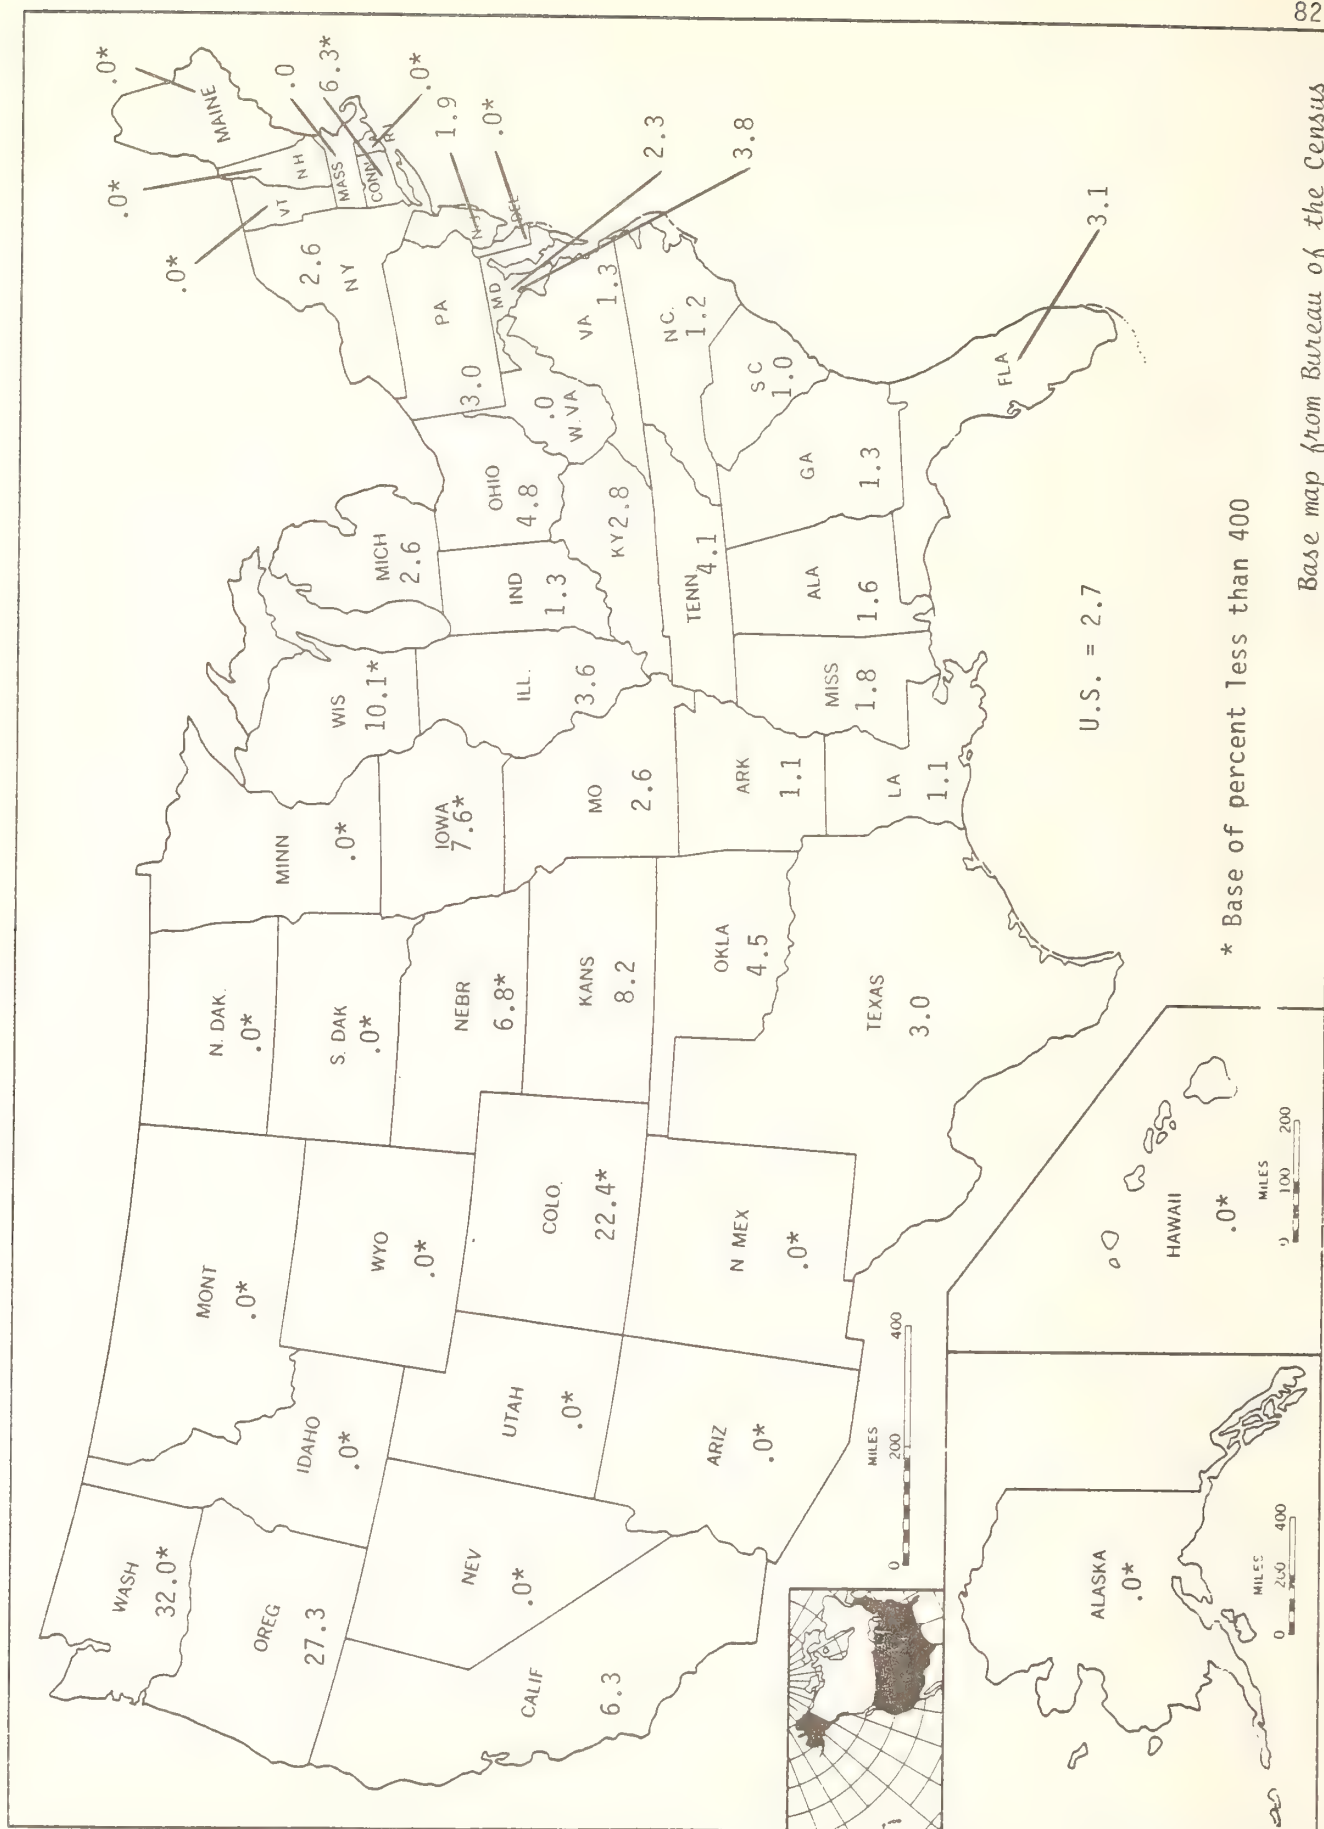 82
WASH
32.0*
OREG
27.3
CALIF
6.3
NEV
.0*
IDAHO
.0*
MONT
.0*
WYO
.0*
UTAH
.0*
ARIZ
.0*
COLO.
22.4*
N MEX
.0*
N. DAK.
.0*
S. DAK
.0*
NEBR
6.8*
KANS
8.2
OKLA
4.5
TEXAS
3.0
MINN
.0*
IOWA
7.6*
MO
2.6
ARK
1.1
LA
1.1
WIS
10.1*
ILL.
3.6
MICH
2.6
IND
1.3
OHIO
4.8
KY 2.8
TENN
4.1
MISS
1.8
ALA
1.6
GA
1.3
FLA
3.1
S C
1.0
N C.
1.2
VA
1.3
W. VA
.0
PA
3.0
NY
2.6
VT
.0*
NH
.0*
MAINE
.0*
MASS
.0
CONN
6.3*
R I
.0*
N J
1.9
DEL
.0*
MD
2.3
3.8
ALASKA
.0*
MILES
0 200 400
HAWAII
.0*
MILES
0 100 200
MILES
0 200 400
U.S. = 2.7
* Base of percent less than 400
Base map from Bureau of the Census